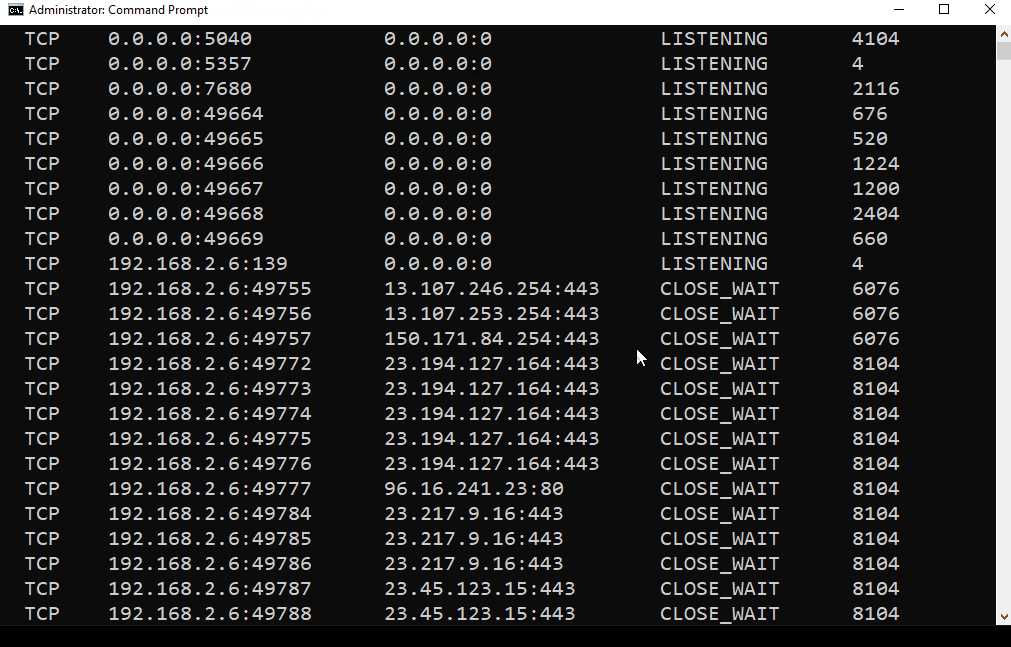 Administrator: Command Prompt
TCP 0.0.0.0:5040 0.0.0.0:0 LISTENING 4104
TCP 0.0.0.0:5357 0.0.0.0:0 LISTENING 4
TCP 0.0.0.0:7680 0.0.0.0:0 LISTENING 2116
TCP 0.0.0.0:49664 0.0.0.0:0 LISTENING 676
TCP 0.0.0.0:49665 0.0.0.0:0 LISTENING 520
TCP 0.0.0.0:49666 0.0.0.0:0 LISTENING 1224
TCP 0.0.0.0:49667 0.0.0.0:0 LISTENING 1200
TCP 0.0.0.0:49668 0.0.0.0:0 LISTENING 2404
TCP 0.0.0.0:49669 0.0.0.0:0 LISTENING 660
TCP 192.168.2.6:139 0.0.0.0:0 LISTENING 4
TCP 192.168.2.6:49755 13.107.246.254:443 CLOSE_WAIT 6076
TCP 192.168.2.6:49756 13.107.253.254:443 CLOSE_WAIT 6076
TCP 192.168.2.6:49757 150.171.84.254:443 CLOSE_WAIT 6076
TCP 192.168.2.6:49772 23.194.127.164:443 CLOSE_WAIT 8104
TCP 192.168.2.6:49773 23.194.127.164:443 CLOSE_WAIT 8104
TCP 192.168.2.6:49774 23.194.127.164:443 CLOSE_WAIT 8104
TCP 192.168.2.6:49775 23.194.127.164:443 CLOSE_WAIT 8104
TCP 192.168.2.6:49776 23.194.127.164:443 CLOSE_WAIT 8104
TCP 192.168.2.6:49777 96.16.241.23:80 CLOSE_WAIT 8104
TCP 192.168.2.6:49784 23.217.9.16:443 CLOSE_WAIT 8104
TCP 192.168.2.6:49785 23.217.9.16:443 CLOSE_WAIT 8104
TCP 192.168.2.6:49786 23.217.9.16:443 CLOSE_WAIT 8104
TCP 192.168.2.6:49787 23.45.123.15:443 CLOSE_WAIT 8104
TCP 192.168.2.6:49788 23.45.123.15:443 CLOSE_WAIT 8104